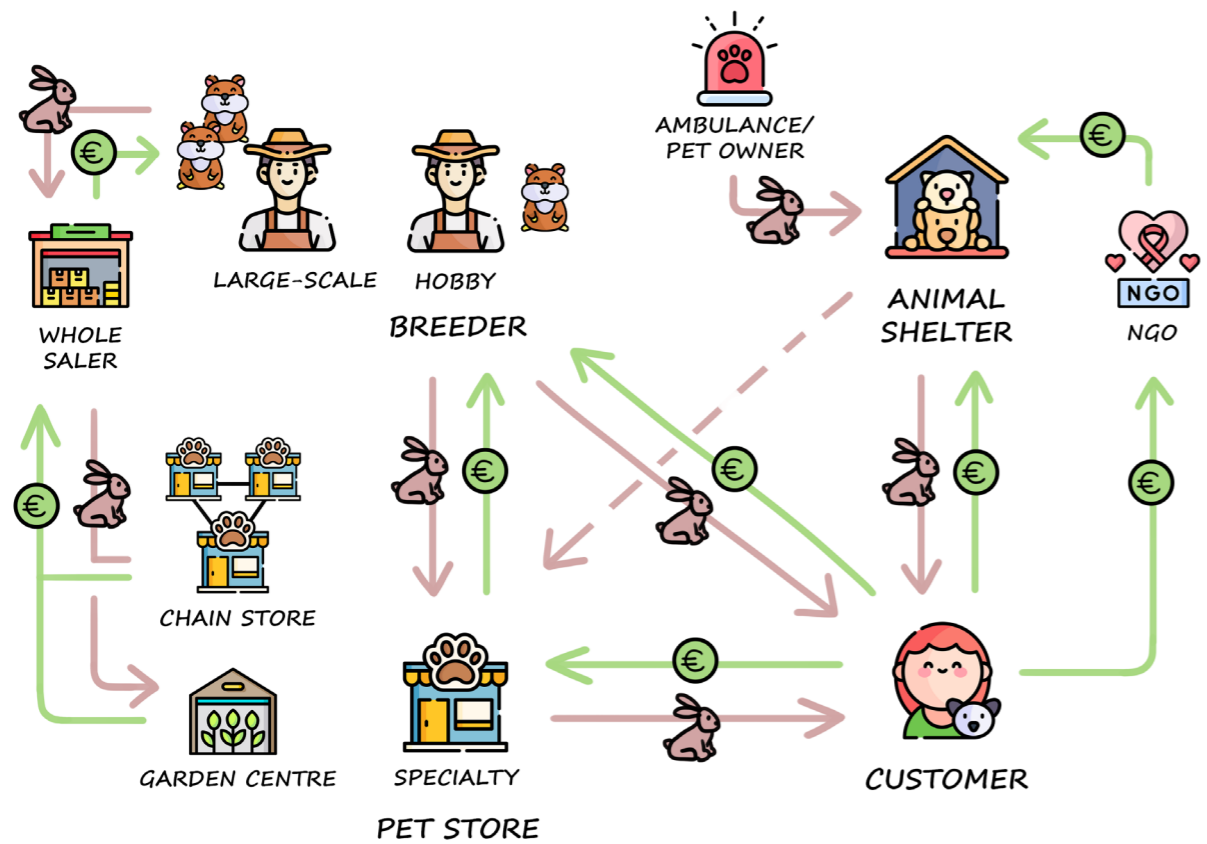 AMBULANCE/
PET OWNER
LARGE-SCALE
HOBBY
BREEDER
ANIMAL
SHELTER
NGO
NGO
WHOLE
SALER
€
€
€
€
€
€
€
€
CHAIN STORE
GARDEN CENTRE
SPECIALTY
PET STORE
CUSTOMER